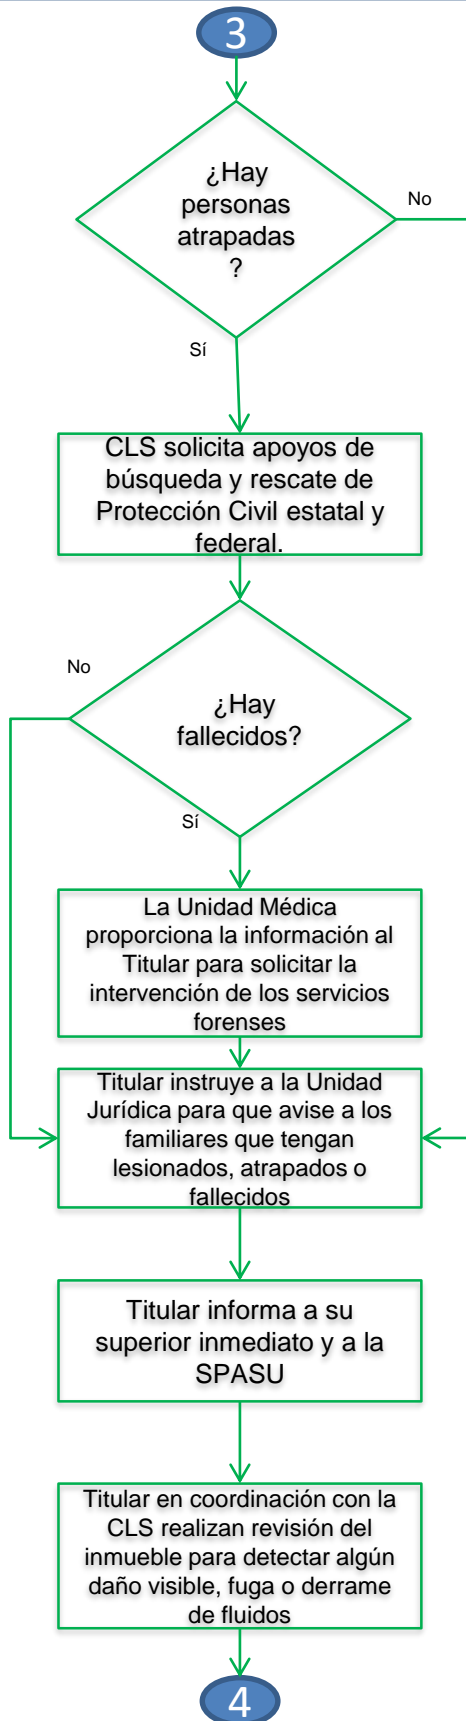 3
¿Hay
personas
atrapadas
?
No
Sí
CLS solicita apoyos de
búsqueda y rescate de
Protección Civil estatal y
federal.
No
¿Hay
fallecidos?
Sí
La Unidad Médica
proporciona la información al
Titular para solicitar la
intervención de los servicios
forenses
Titular instruye a la Unidad
Jurídica para que avise a los
familiares que tengan
lesionados, atrapados o
fallecidos
Titular informa a su
superior inmediato y a la
SPASU
Titular en coordinación con la
CLS realizan revisión del
inmueble para detectar algún
daño visible, fuga o derrame
de fluidos
4